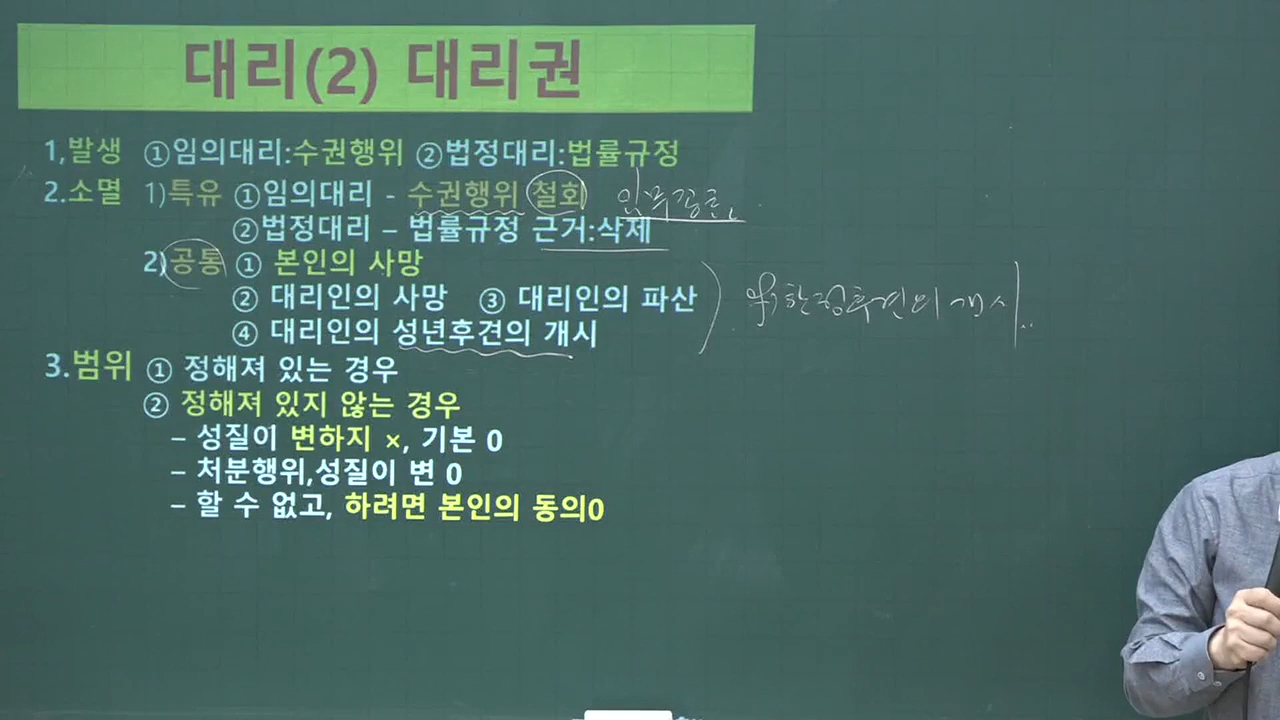 대리(2) 대리권
1,발생 ①임의대리:수권행위 ②법정대리:법률규정
2.소멸 1)특유 ①임의대리 - 수권행위 철회
②법정대리 – 법률규정 근거:삭제
2)공통 ① 본인의 사망
② 대리인의 사망 ③ 대리인의 파산
한정후견의 개시
④ 대리인의 성년후견의 개시
3.범위 ① 정해져 있는 경우
② 정해져 있지 않는 경우
– 성질이 변하지 ×, 기본 0
– 처분행위,성질이 변 0
– 할 수 없고, 하려면 본인의 동의0